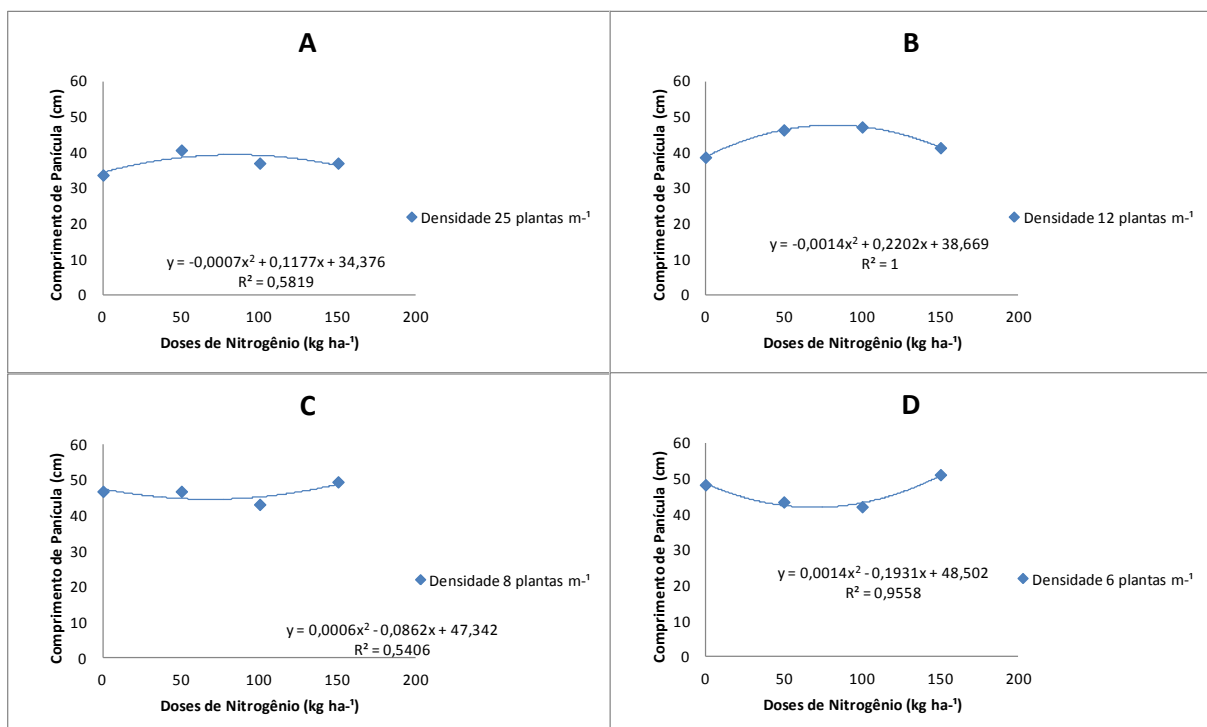 A
Comprimento de Panícula (cm)
60
50
40
30
20
10
0
0 50 100 150 200
Doses de Nitrogênio (kg ha-¹)
y = -0,0007x² + 0,1177x + 34,376
R² = 0,5819
Densidade 25 plantas m-¹
B
Comprimento de Panícula (cm)
60
50
40
30
20
10
0
0 50 100 150 200
Doses de Nitrogênio (kg ha-¹)
y = -0,0014x² + 0,2202x + 38,669
R² = 1
Densidade 12 plantas m-¹
C
Comprimento de Panícula (cm)
60
50
40
30
20
10
0
0 50 100 150 200
Doses de Nitrogênio (kg ha-¹)
y = 0,0006x² - 0,0862x + 47,342
R² = 0,5406
Densidade 8 plantas m-¹
D
Comprimento de Panícula (cm)
60
50
40
30
20
10
0
0 50 100 150 200
Doses de Nitrogênio (kg ha-¹)
y = 0,0014x² - 0,1931x + 48,502
R² = 0,9558
Densidade 6 plantas m-¹